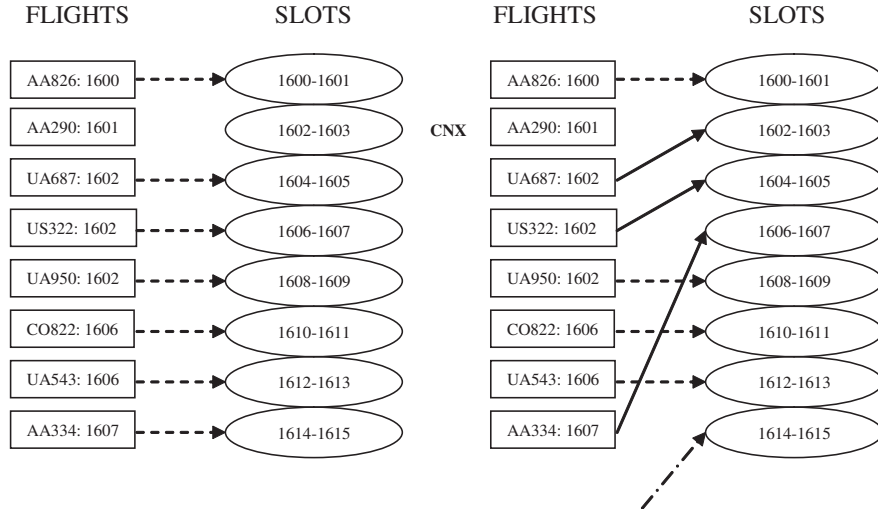 FLIGHTS SLOTS FLIGHTS SLOTS
AA826: 1600 1600-1601 AA826: 1600 1600-1601
AA290: 1601 1602-1603 CNX AA290: 1601 1602-1603
UA687: 1602 1604-1605 UA687: 1602 1604-1605
US322: 1602 1606-1607 US322: 1602 1606-1607
UA950: 1602 1608-1609 UA950: 1602 1608-1609
CO822: 1606 1610-1611 CO822: 1606 1610-1611
UA543: 1606 1612-1613 UA543: 1606 1612-1613
AA334: 1607 1614-1615 AA334: 1607 1614-1615